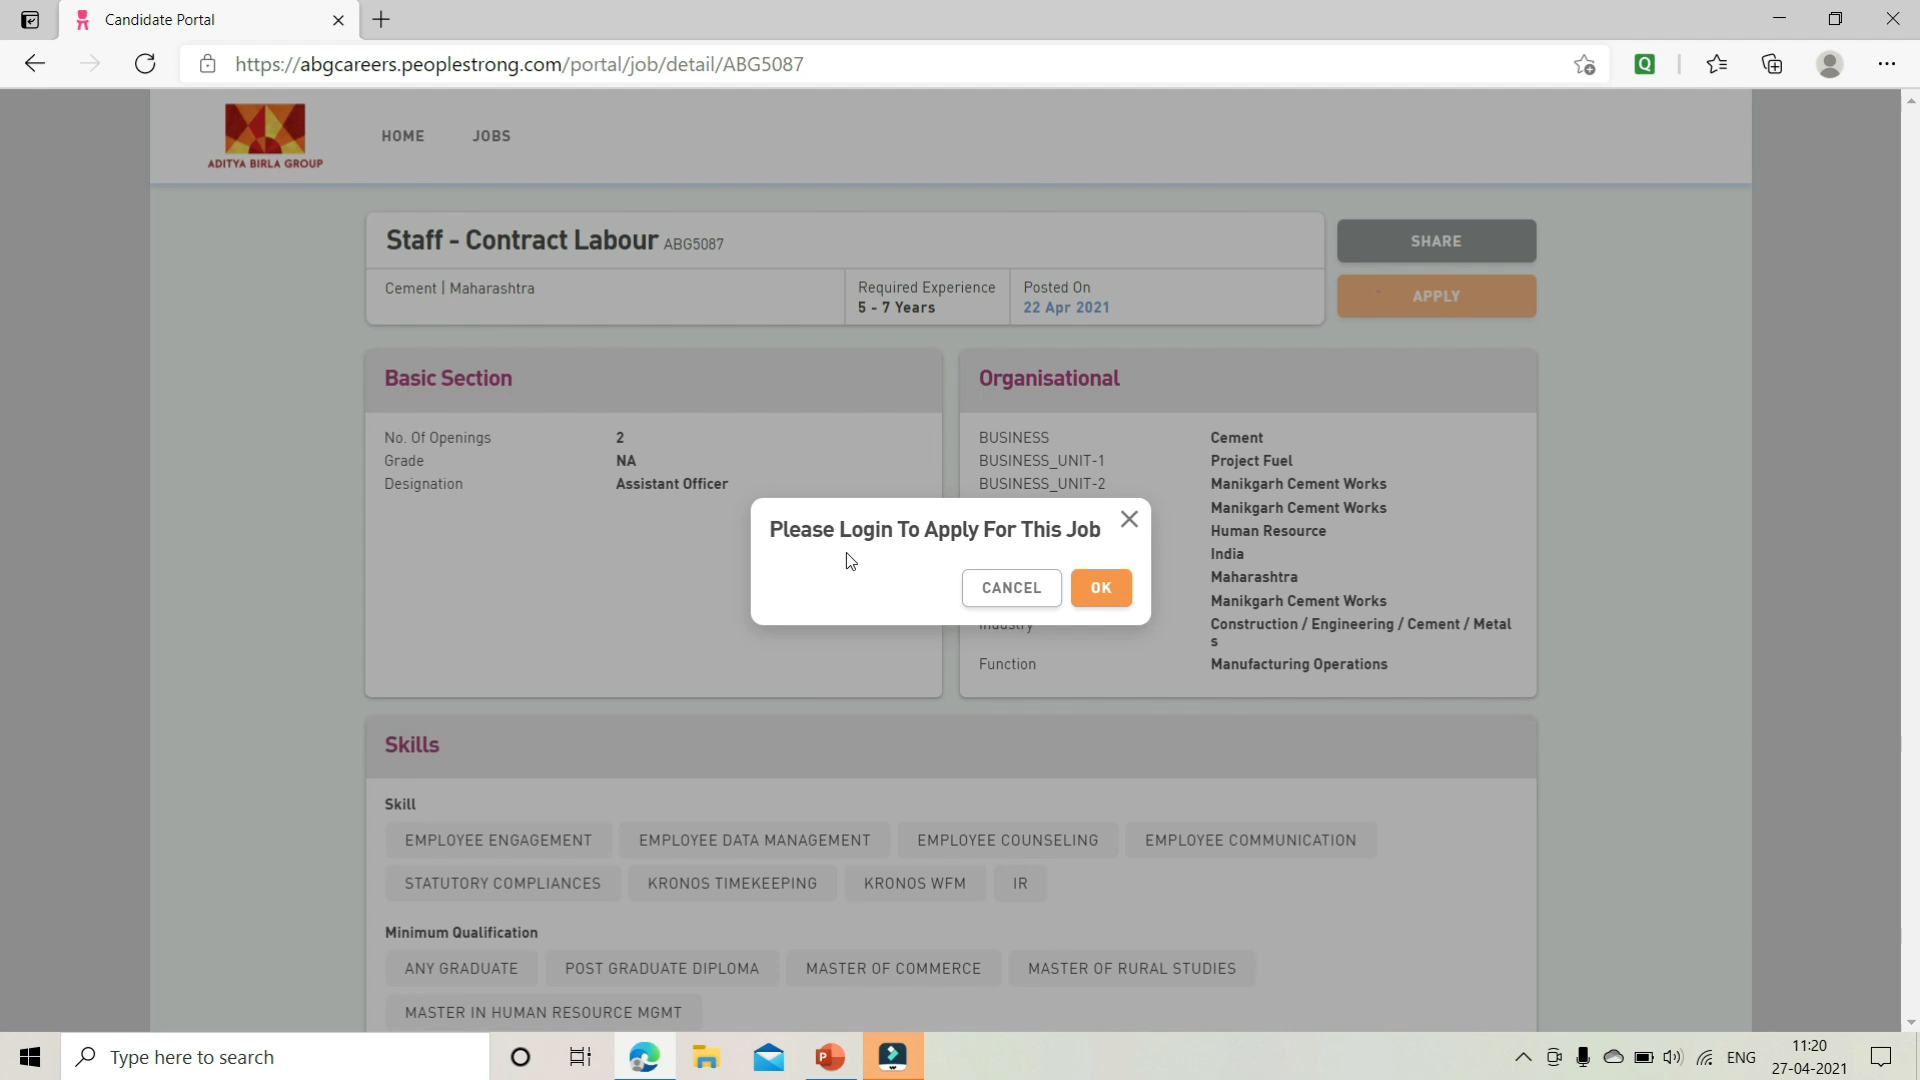 Candidate Portal
https://abgcareers.peoplestrong.com/portal/job/detail/ABG5087
ADITYA BIRLA GROUP
HOME
JOBS
Staff - Contract Labour ABG5087
SHARE
Cement | Maharashtra
Required Experience
5 - 7 Years
Posted On
22 Apr 2021
APPLY
Basic Section
No. Of Openings 2
Grade NA
Designation Assistant Officer
Organisational
BUSINESS Cement
BUSINESS_UNIT-1 Project Fuel
BUSINESS_UNIT-2 Manikgarh Cement Works
Manikgarh Cement Works
Human Resource
India
Maharashtra
Manikgarh Cement Works
Industry Construction / Engineering / Cement / Metal
s
Function Manufacturing Operations
Please Login To Apply For This Job
CANCEL
OK
Skills
Skill
EMPLOYEE ENGAGEMENT EMPLOYEE DATA MANAGEMENT EMPLOYEE COUNSELING EMPLOYEE COMMUNICATION
STATUTORY COMPLIANCES KRONOS TIMEKEEPING KRONOS WFM IR
Minimum Qualification
ANY GRADUATE POST GRADUATE DIPLOMA MASTER OF COMMERCE MASTER OF RURAL STUDIES
MASTER IN HUMAN RESOURCE MGMT
Type here to search
ENG
11:20
27-04-2021